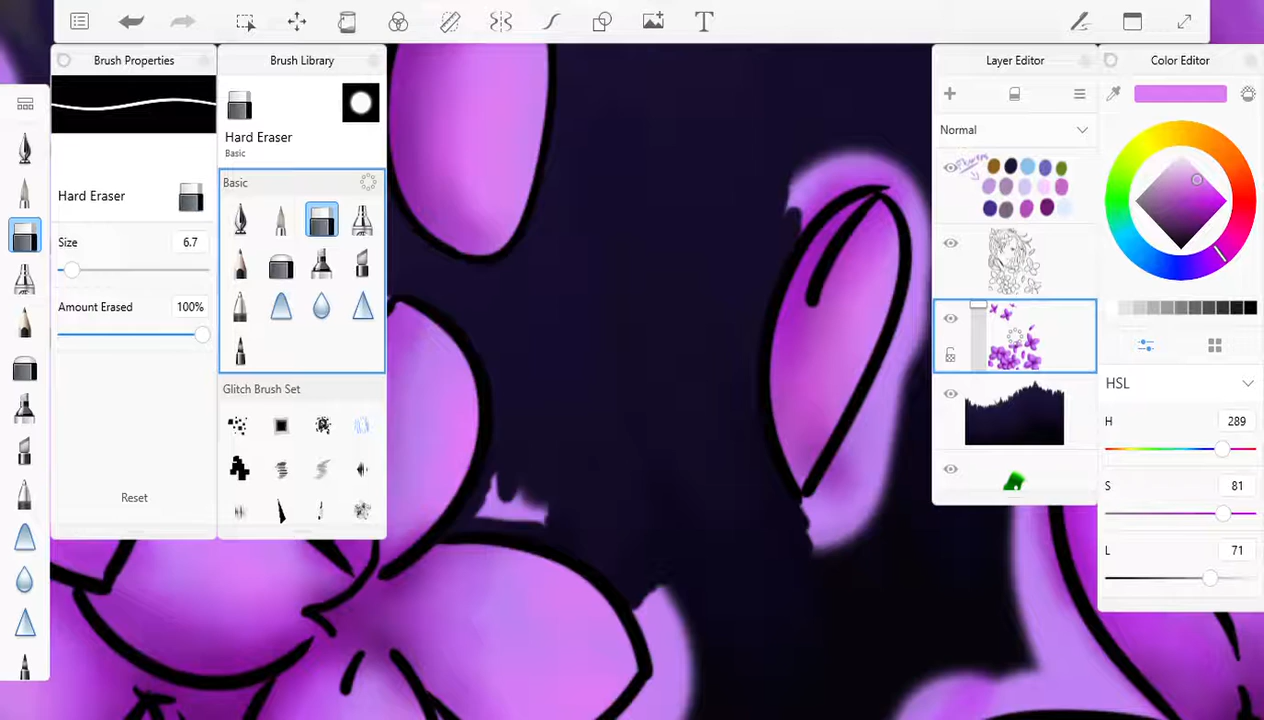 Brush Properties
Hard Eraser
Size
6.7
Amount Erased
100%
Reset
Brush Library
Hard Eraser
Basic
Basic
Glitch Brush Set
Layer Editor
Normal
Color Editor
HSL
H
289
S
81
L
71
T